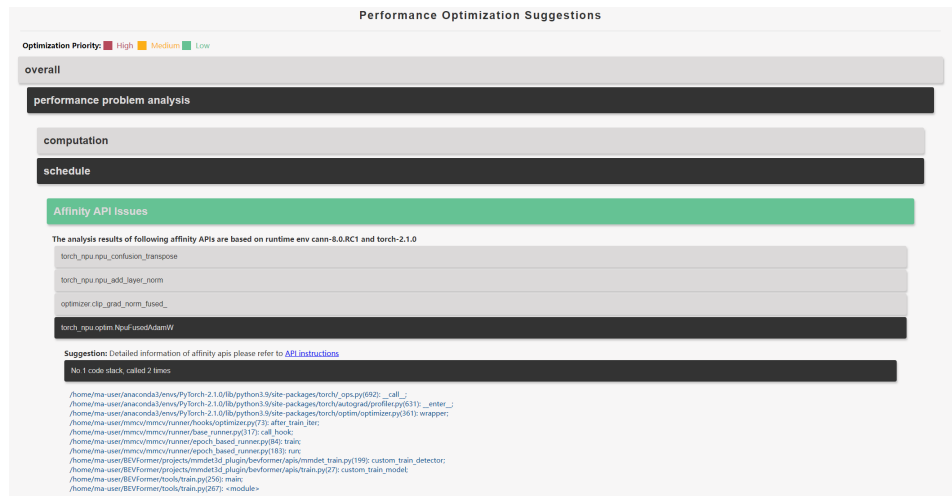 Performance Optimization Suggestions
Optimization Priority: High Medium Low
overall
performance problem analysis
computation
schedule
Affinity API Issues
The analysis results of following affinity APIs are based on runtime env cann-8.0.RC1 and torch-2.1.0
torch_npu.npu_confusion_transpose
torch_npu.npu_add_layer_norm
optimizer.clip_grad_norm_fused_
torch_npu.optim.NpuFusedAdamW
Suggestion: Detailed information of affinity apis please refer to API instructions
No.1 code stack, called 2 times
/home/ma-user/anaconda3/envs/PyTorch-2.1.0/lib/python3.9/site-packages/torch/_ops.py(692): __call__;
/home/ma-user/anaconda3/envs/PyTorch-2.1.0/lib/python3.9/site-packages/torch/autograd/profiler.py(631): __enter__;
/home/ma-user/anaconda3/envs/PyTorch-2.1.0/lib/python3.9/site-packages/torch/optim/optimizer.py(361): wrapper;
/home/ma-user/mmcv/mmcv/runner/hooks/optimizer.py(73): after_train_iter;
/home/ma-user/mmcv/mmcv/runner/base_runner.py(317): call_hook;
/home/ma-user/mmcv/mmcv/runner/epoch_based_runner.py(84): train;
/home/ma-user/mmcv/mmcv/runner/epoch_based_runner.py(183): run;
/home/ma-user/BEVFormer/projects/mmdet3d_plugin/bevformer/apis/mmdet_train.py(199): custom_train_detector;
/home/ma-user/BEVFormer/projects/mmdet3d_plugin/bevformer/apis/train.py(27): custom_train_model;
/home/ma-user/BEVFormer/tools/train.py(256): main;
/home/ma-user/BEVFormer/tools/train.py(267): <module>